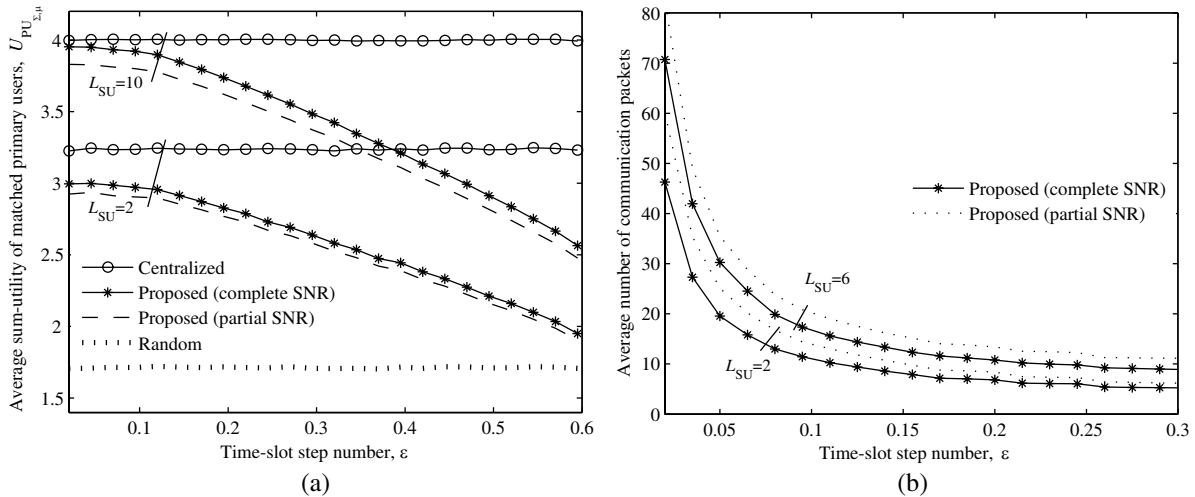 Average sum-utility of matched primary users, U_PU_Σ,μ
4
3.5
3
2.5
2
1.5
0.1
0.2
0.3
0.4
0.5
0.6
L_SU=10
L_SU=2
Centralized
Proposed (complete SNR)
Proposed (partial SNR)
Random
Time-slot step number, ε
(a)
Average number of communication packets
80
70
60
50
40
30
20
10
0
0.05
0.1
0.15
0.2
0.25
0.3
Proposed (complete SNR)
Proposed (partial SNR)
L_SU=6
L_SU=2
Time-slot step number, ε
(b)